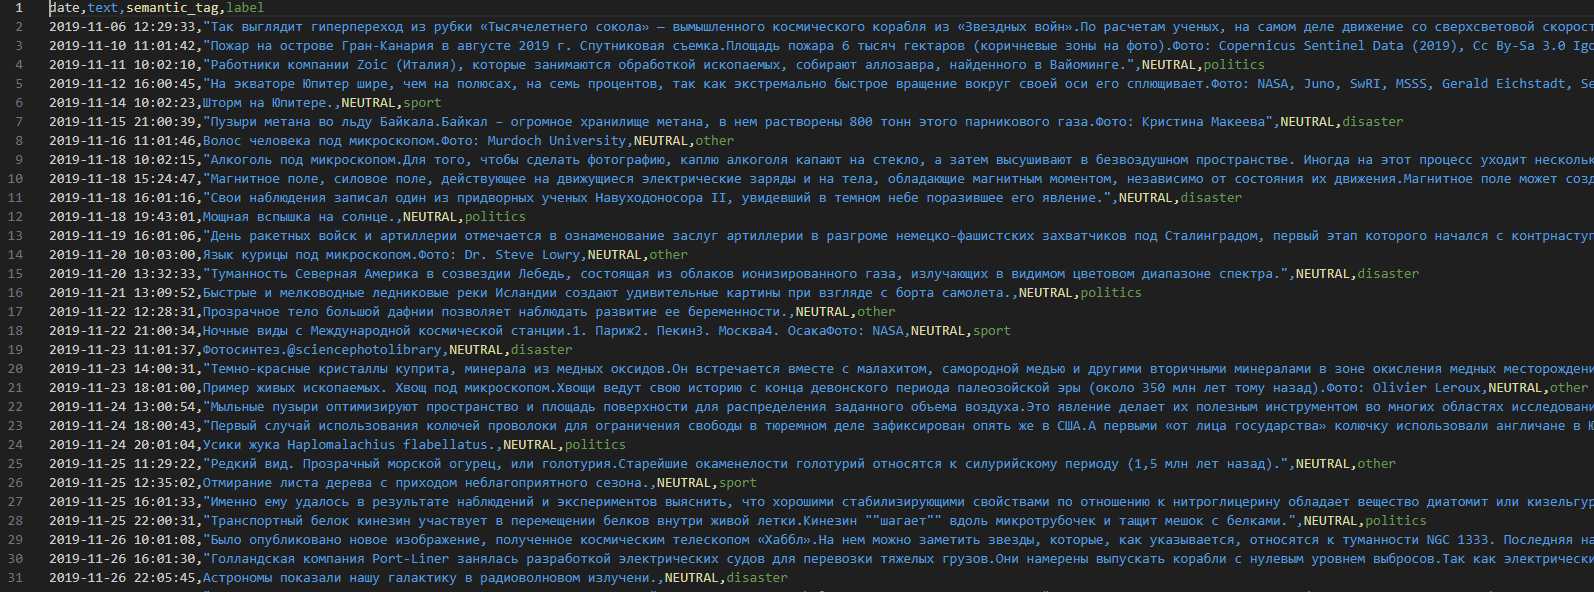 1 date,text,semantic_tag,label
2 2019-11-06 12:29:33,"Так выглядит гиперпереход из рубки «Тысячелетнего сокола» — вымышленного космического корабля из «Звездных войн».По расчетам ученых, на самом деле движение со сверхсветовой скорост
3 2019-11-10 11:01:42,"Пожар на острове Гран-Канария в августе 2019 г. Спутниковая съемка.Площадь пожара 6 тысяч гектаров (коричневые зоны на фото).Фото: Copernicus Sentinel Data (2019), Cc By-Sa 3.0 Igo
4 2019-11-11 10:02:10,"Работники компании Zoic (Италия), которые занимаются обработкой ископаемых, собирают аллозавра, найденного в Вайоминге.",NEUTRAL,politics
5 2019-11-12 16:00:45,"На экваторе Юпитер шире, чем на полюсах, на семь процентов, так как экстремально быстрое вращение вокруг своей оси его сплющивает.Фото: NASA, Juno, SwRI, MSSS, Gerald Eichstadt, Se
6 2019-11-14 10:02:23,Шторм на Юпитере.,NEUTRAL,sport
7 2019-11-15 21:00:39,"Пузыри метана во льду Байкала.Байкал – огромное хранилище метана, в нем растворены 800 тонн этого парникового газа.Фото: Кристина Макеева",NEUTRAL,disaster
8 2019-11-16 11:01:46,Волос человека под микроскопом.Фото: Murdoch University,NEUTRAL,other
9 2019-11-18 10:02:15,"Алкоголь под микроскопом.Для того, чтобы сделать фотографию, каплю алкоголя капают на стекло, а затем высушивают в безвоздушном пространстве. Иногда на этот процесс уходит нескольк
10 2019-11-18 15:24:47,"Магнитное поле, силовое поле, действующее на движущиеся электрические заряды и на тела, обладающие магнитным моментом, независимо от состояния их движения.Магнитное поле может созд
11 2019-11-18 16:01:16,"Свои наблюдения записал один из придворных ученых Навуходоносора II, увидевший в темном небе поразившее его явление.",NEUTRAL,disaster
12 2019-11-18 19:43:01,Мощная вспышка на солнце.,NEUTRAL,politics
13 2019-11-19 16:01:06,"День ракетных войск и артиллерии отмечается в ознаменование заслуг артиллерии в разгроме немецко-фашистских захватчиков под Сталинградом, первый этап которого начался с контрнаступ
14 2019-11-20 10:03:00,Язык курицы под микроскопом.Фото: Dr. Steve Lowry,NEUTRAL,other
15 2019-11-20 13:32:33,"Туманность Северная Америка в созвездии Лебедь, состоящая из облаков ионизированного газа, излучающих в видимом цветовом диапазоне спектра.",NEUTRAL,disaster
16 2019-11-21 13:09:52,Быстрые и мелководные ледниковые реки Исландии создают удивительные картины при взгляде с борта самолета.,NEUTRAL,politics
17 2019-11-22 12:28:31,Прозрачное тело большой дафнии позволяет наблюдать развитие ее беременности.,NEUTRAL,other
18 2019-11-22 21:00:34,Ночные виды с Международной космической станции.1. Париж2. Пекин3. Москва4. ОсакаФото: NASA,NEUTRAL,sport
19 2019-11-23 11:01:37,Фотосинтез.@sciencephotolibrary,NEUTRAL,disaster
20 2019-11-23 14:00:31,"Темно-красные кристаллы куприта, минерала из медных оксидов.Он встречается вместе с малахитом, самородной медью и другими вторичными минералами в зоне окисления медных месторождени
21 2019-11-23 18:01:00,Пример живых ископаемых. Хвощ под микроскопом.Хвощи ведут свою историю с конца девонского периода палеозойской эры (около 350 млн лет тому назад).Фото: Olivier Leroux,NEUTRAL,other
22 2019-11-24 13:00:54,"Мыльные пузыри оптимизируют пространство и площадь поверхности для распределения заданного объема воздуха.Это явление делает их полезным инструментом во многих областях исследовани
23 2019-11-24 18:00:43,"Первый случай использования колючей проволоки для ограничения свободы в тюремном деле зафиксирован опять же в США.А первыми «от лица государства» колючку использовали англичане в Ю
24 2019-11-24 20:01:04,Усики жука Haplomalachius flabellatus.,NEUTRAL,politics
25 2019-11-25 11:29:22,"Редкий вид. Прозрачный морской огурец, или голотурия.Старейшие окаменелости голотурий относятся к силурийскому периоду (1,5 млн лет назад).",NEUTRAL,other
26 2019-11-25 12:35:02,Отмирание листа дерева с приходом неблагоприятного сезона.,NEUTRAL,sport
27 2019-11-25 16:01:33,"Именно ему удалось в результате наблюдений и экспериментов выяснить, что хорошими стабилизирующими свойствами по отношению к нитроглицерину обладает вещество диатомит или кизельгур
28 2019-11-25 22:00:31,"Транспортный белок кинезин участвует в перемещении белков внутри живой летки.Кинезин ""шагает"" вдоль микротрубочек и тащит мешок с белками.",NEUTRAL,politics
29 2019-11-26 10:01:08,"Было опубликовано новое изображение, полученное космическим телескопом «Хаббл».На нем можно заметить звезды, которые, как указывается, относятся к туманности NGC 1333. Последняя на
30 2019-11-26 16:01:30,"Голландская компания Port-Liner занялась разработкой электрических судов для перевозки тяжелых грузов.Они намерены выпускать корабли с нулевым уровнем выбросов.Так как электрически
31 2019-11-26 22:05:45,Астрономы показали нашу галактику в радиоволновом излучени.,NEUTRAL,disaster